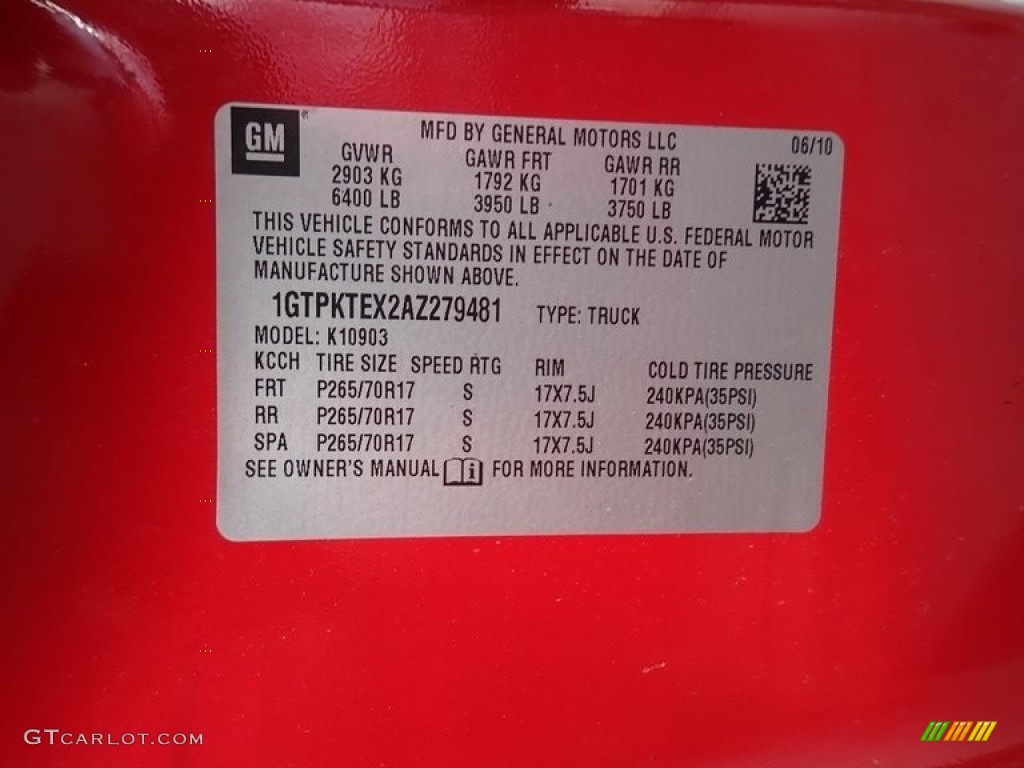 GM® MFD BY GENERAL MOTORS LLC 06/10
GVWR GAWR FRT GAWR RR
2903 KG 1792 KG 1701 KG
6400 LB 3950 LB 3750 LB
THIS VEHICLE CONFORMS TO ALL APPLICABLE U.S. FEDERAL MOTOR
VEHICLE SAFETY STANDARDS IN EFFECT ON THE DATE OF
MANUFACTURE SHOWN ABOVE.
1GTPKTEX2AZ279481 TYPE: TRUCK
MODEL: K10903
KCCH TIRE SIZE SPEED RTG RIM COLD TIRE PRESSURE
FRT P265/70R17 S 17X7.5J 240KPA(35PSI)
RR P265/70R17 S 17X7.5J 240KPA(35PSI)
SPA P265/70R17 S 17X7.5J 240KPA(35PSI)
SEE OWNER'S MANUAL i FOR MORE INFORMATION.
GTCARLOT.COM